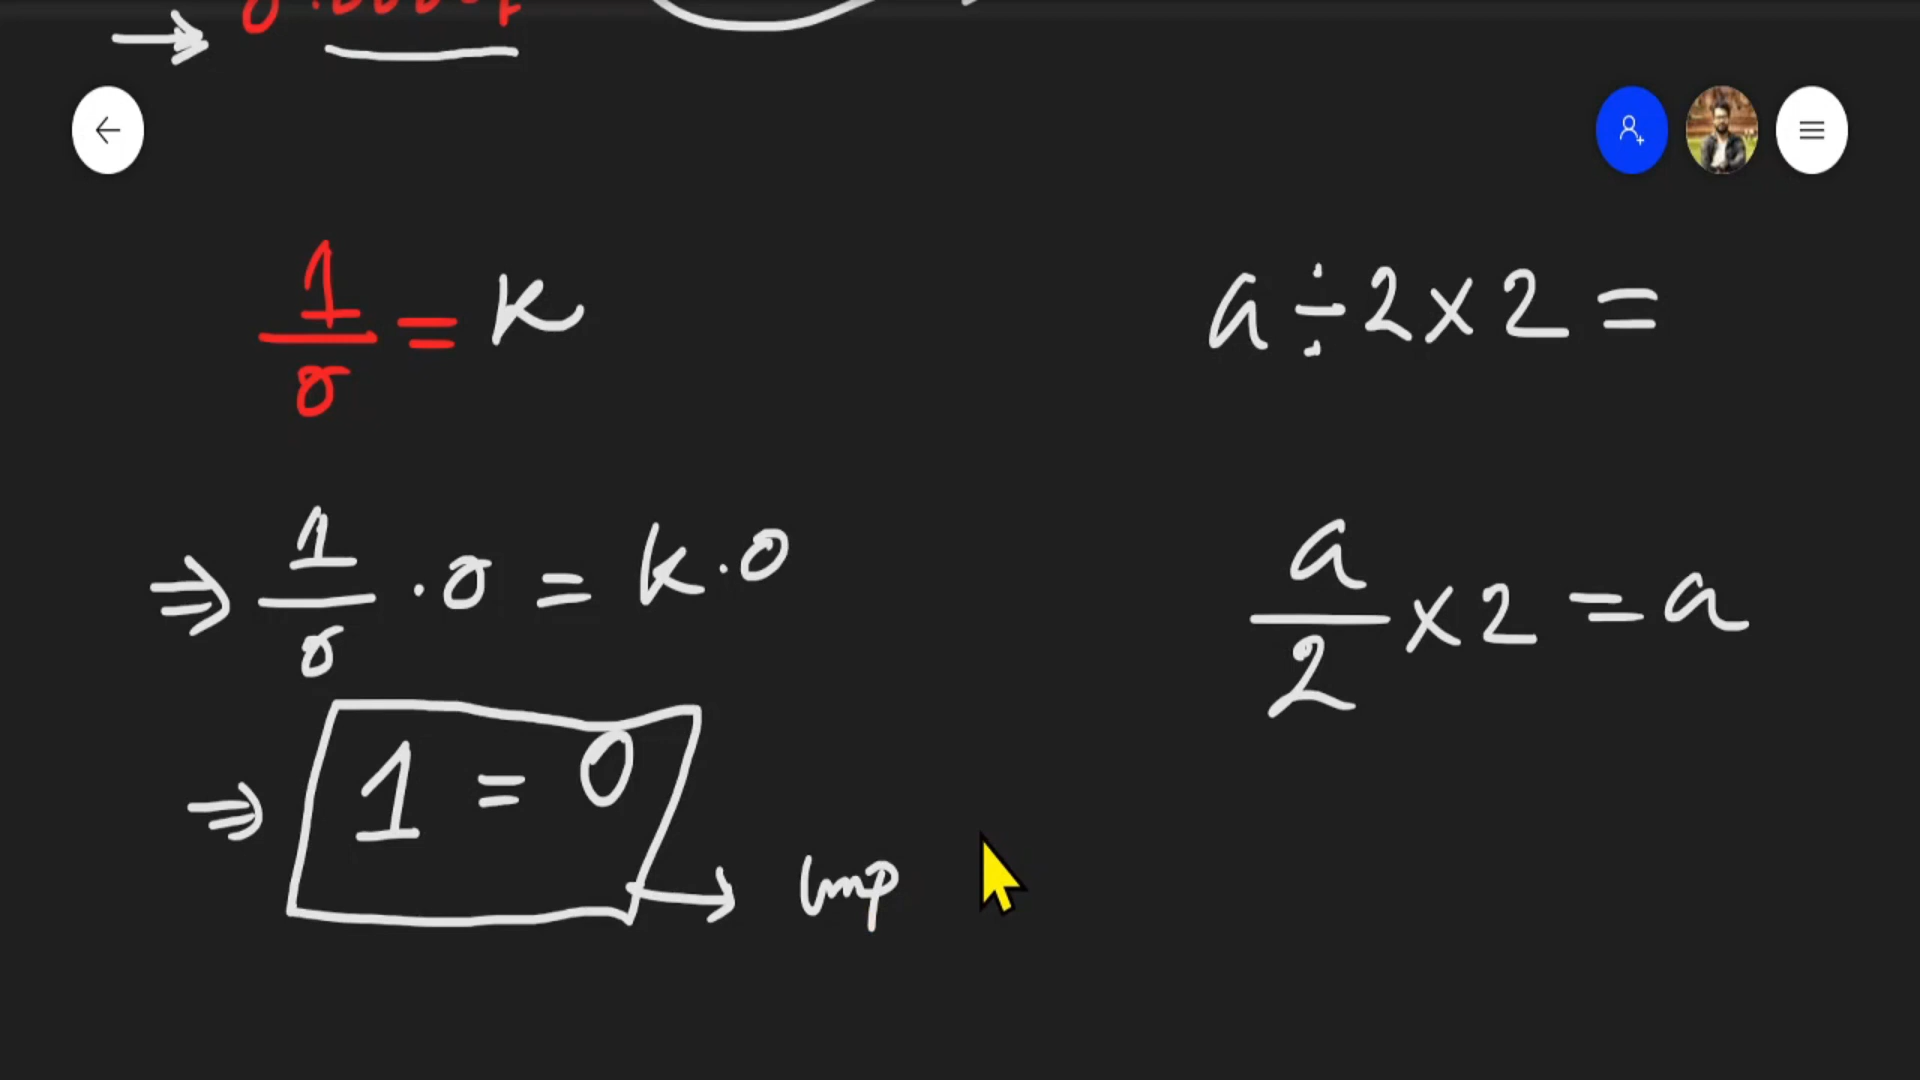 1/0 = k
a ÷ 2 × 2 =
⇒ 1/0 · 0 = k · 0
a/2 × 2 = a
⇒ 1 = 0
→ Imp